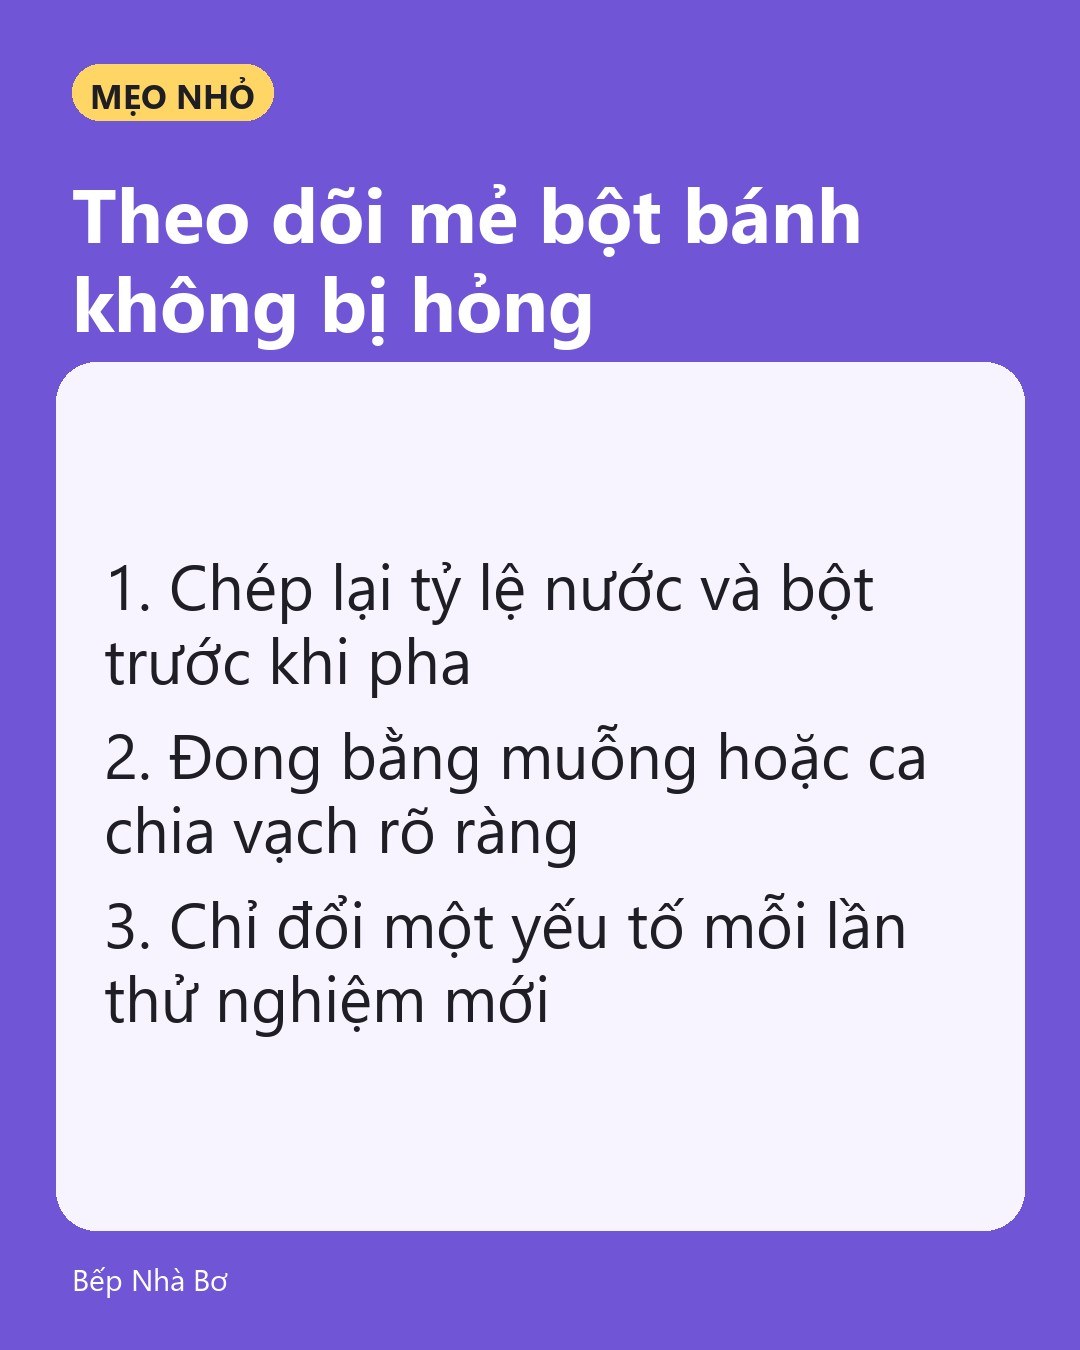 MẸO NHỎ
Theo dõi mẻ bột bánh
không bị hỏng
1. Chép lại tỷ lệ nước và bột
trước khi pha
2. Đong bằng muỗng hoặc ca
chia vạch rõ ràng
3. Chỉ đổi một yếu tố mỗi lần
thử nghiệm mới
Bếp Nhà Bơ